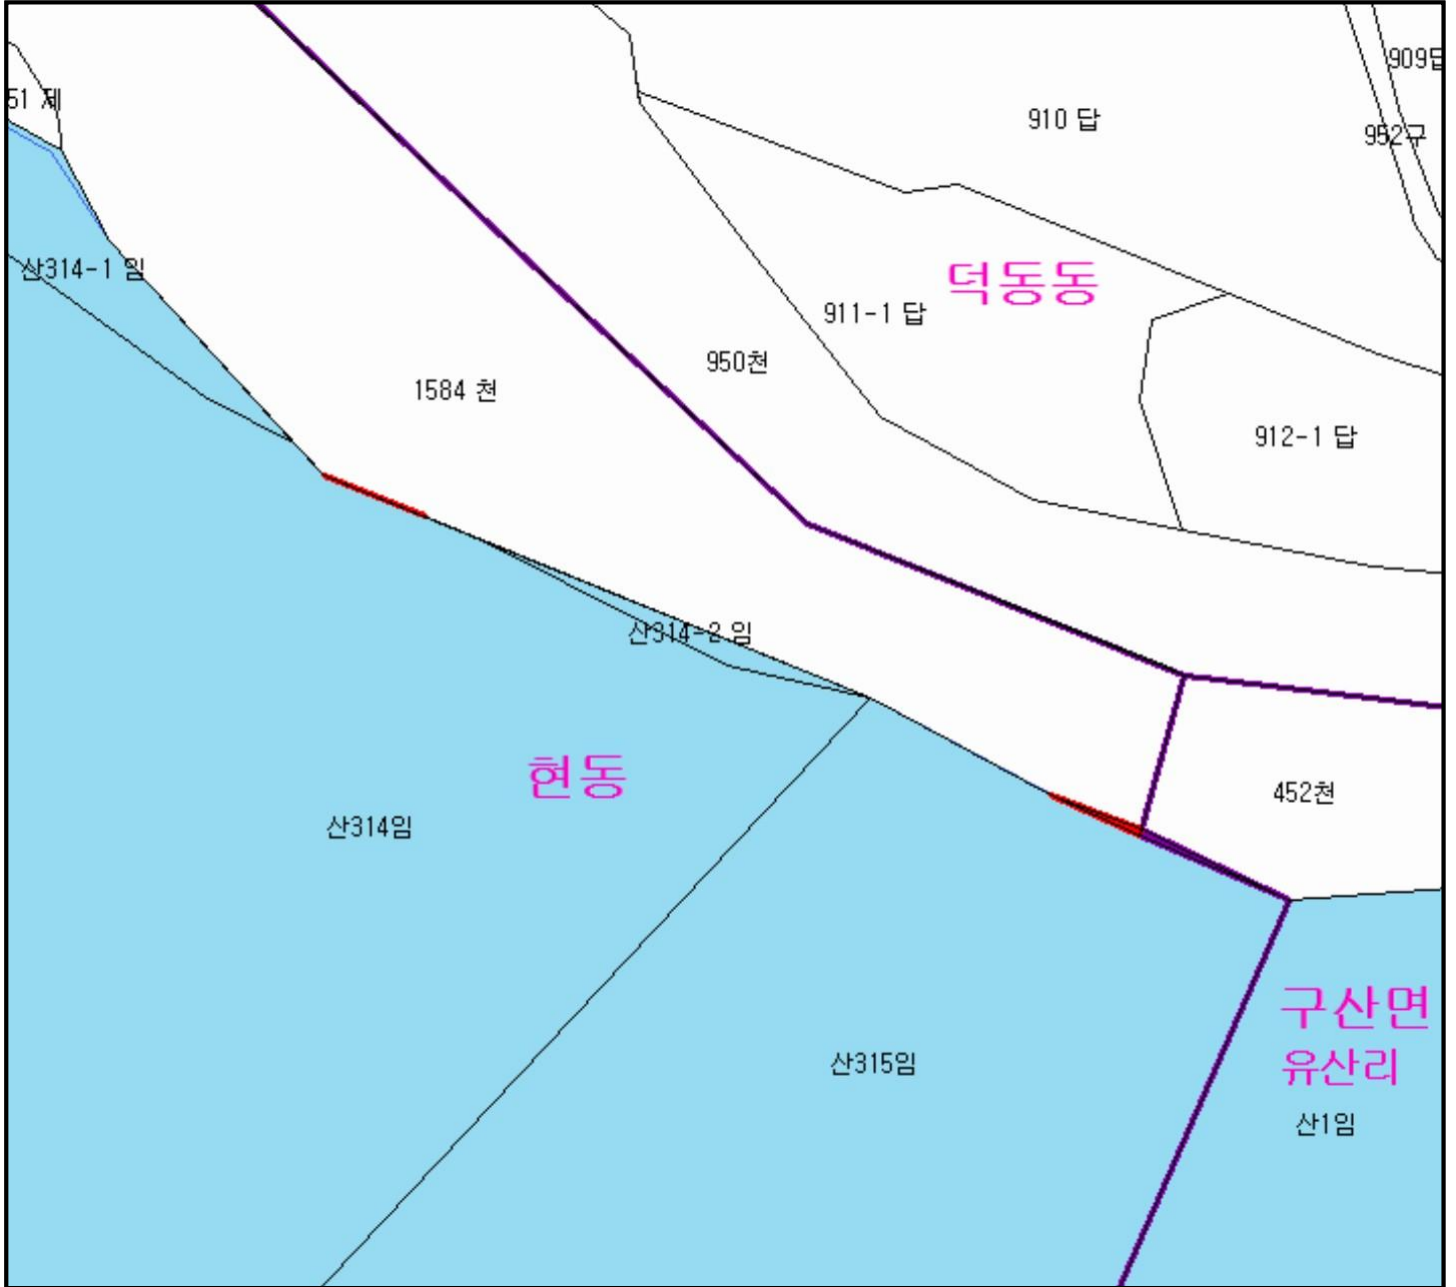 909답
51 제
910 답
952구
산314-1 임
덕동동
911-1 답
950천
1584 천
912-1 답
산314-2 임
현동
452천
산314임
구산면
유산리
산315임
산1임